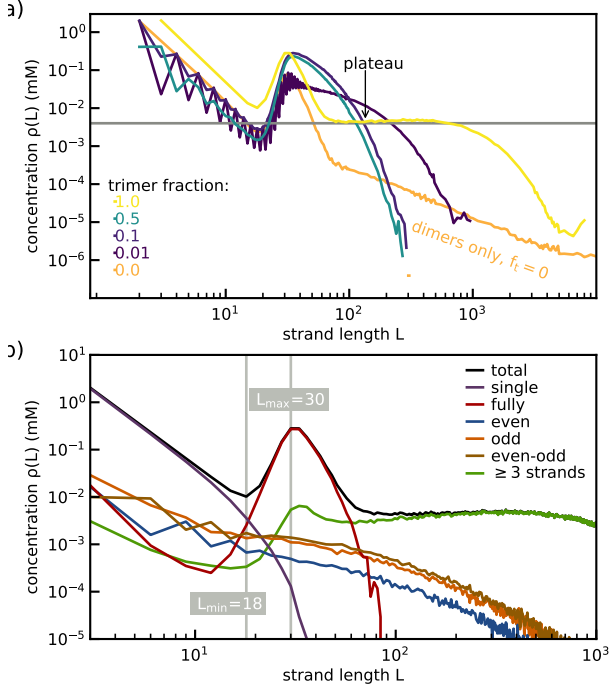 a)
10⁰
10⁻¹
10⁻²
10⁻³
10⁻⁴
10⁻⁵
10⁻⁶
concentration ρ(L) (mM)
plateau
trimer fraction:
1.0
0.5
0.1
0.01
0.0
dimers only, fₜ = 0
10¹
10²
10³
strand length L
b)
10¹
10⁰
10⁻¹
10⁻²
10⁻³
10⁻⁴
10⁻⁵
concentration ρ(L) (mM)
total
single
fully
even
odd
even-odd
≥3 strands
Lₘₐₓ=30
Lₘᵢₙ=18
10¹
10²
10³
strand length L